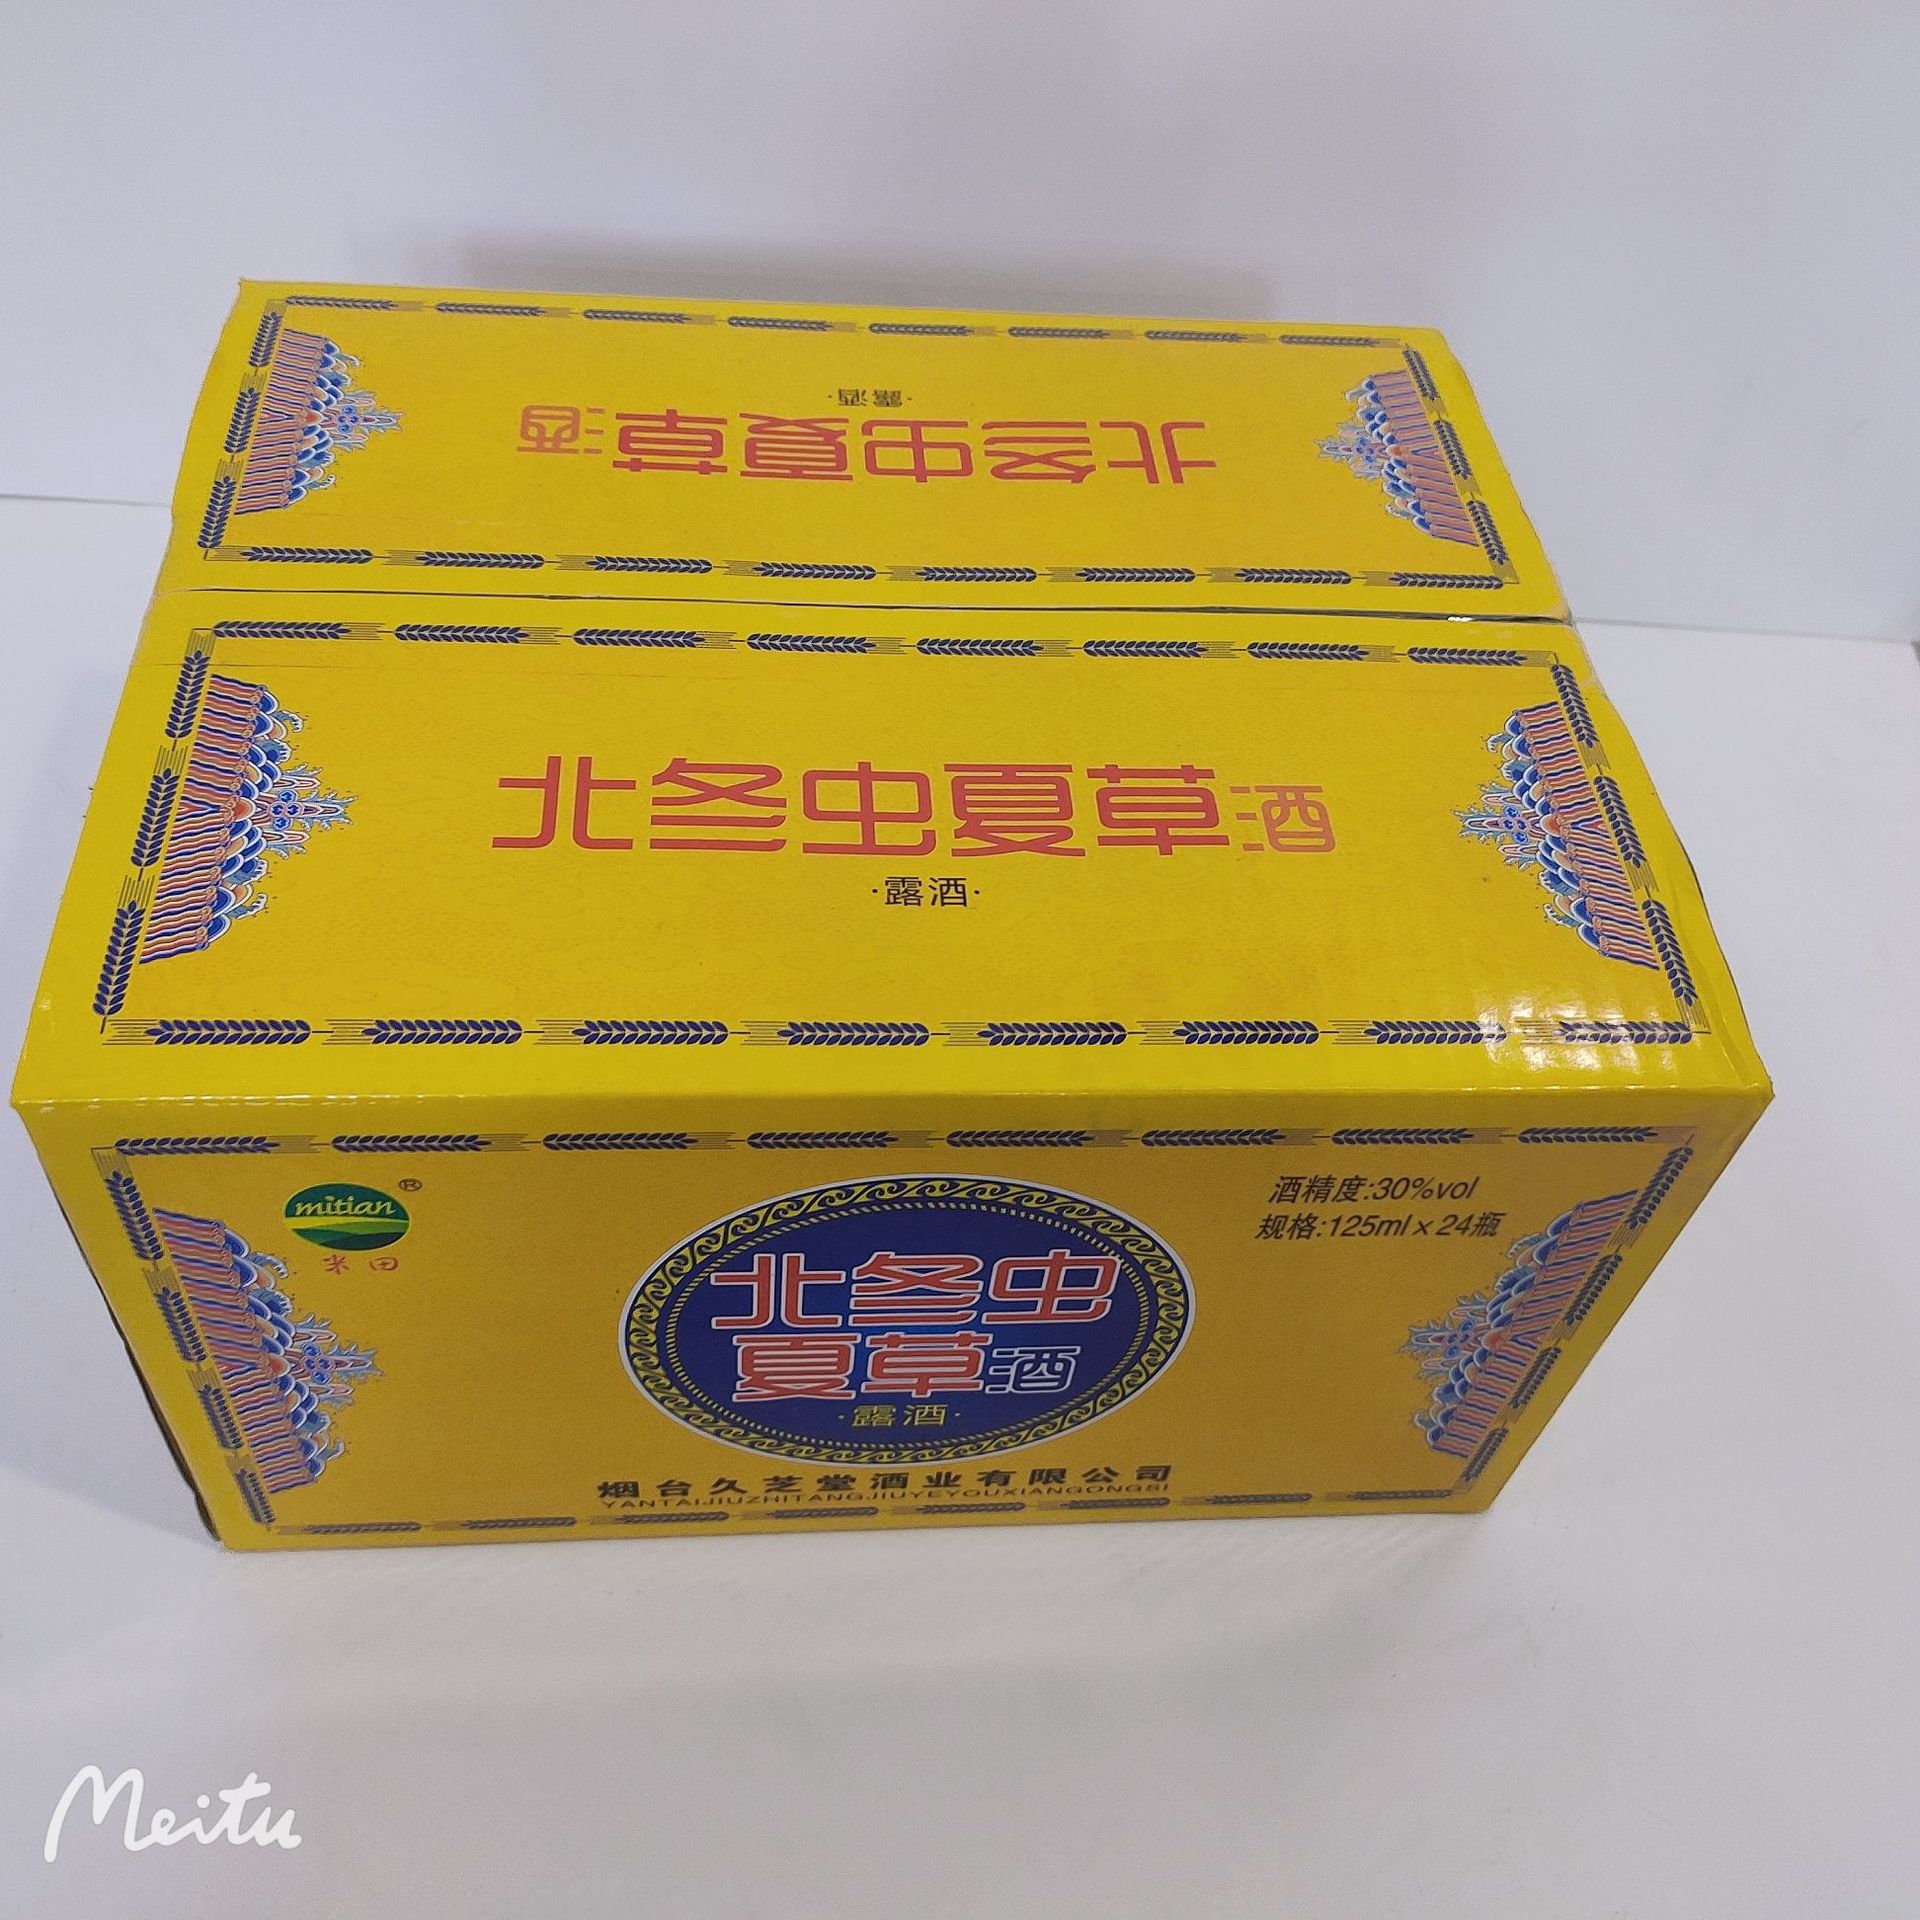 北冬虫夏草酒
·露酒·
北冬虫夏草酒
·露酒·
mitian®
米田
酒精度:30%vol
规格:125ml×24瓶
北冬虫
夏草酒
·露酒·
烟台久芝堂酒业有限公司
YANTAIJIUZHITANGJIUYEYOUXIANGONGSI
Meitu